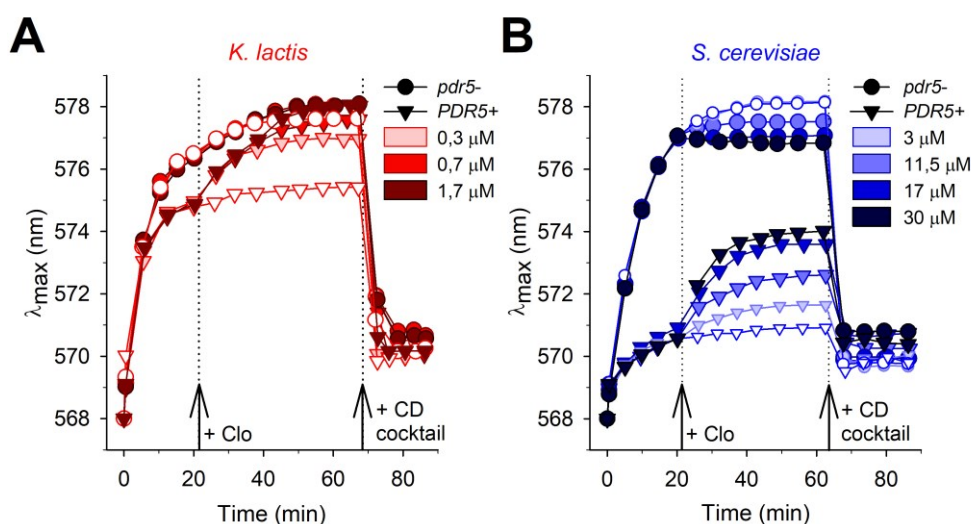 A
K. lactis
λmax (nm)
578
576
574
572
570
568
pdr5-
PDR5+
0,3 μM
0,7 μM
1,7 μM
+ Clo
+ CD
cocktail
0 20 40 60 80
Time (min)
B
S. cerevisiae
λmax (nm)
578
576
574
572
570
568
pdr5-
PDR5+
3 μM
11,5 μM
17 μM
30 μM
+ Clo
+ CD
cocktail
0 20 40 60 80
Time (min)